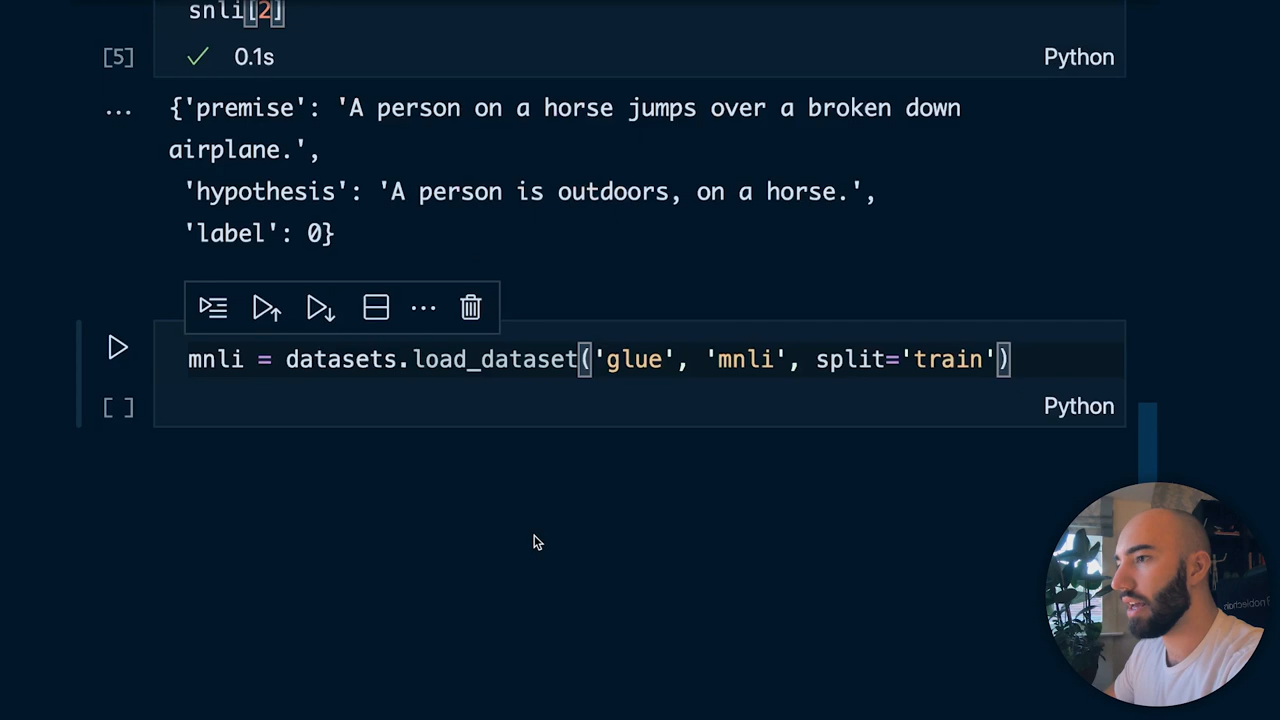 snli[2]
[5] 0.1s Python
... {'premise': 'A person on a horse jumps over a broken down
airplane.',
'hypothesis': 'A person is outdoors, on a horse.',
'label': 0}
mnli = datasets.load_dataset('glue', 'mnli', split='train')
[ ] Python